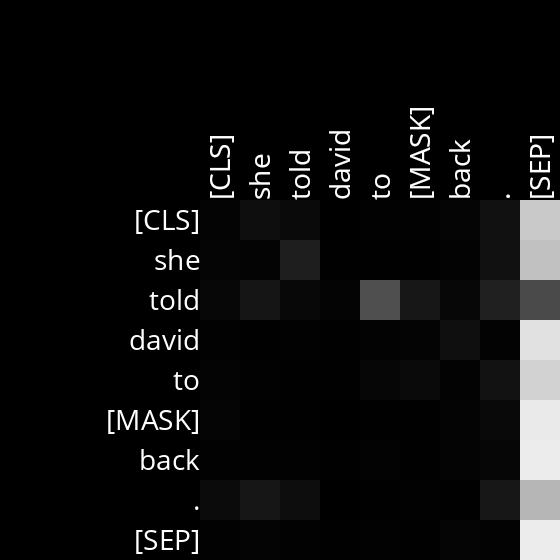 [CLS] she told david to [MASK] back . [SEP]
[CLS]
she
told
david
to
[MASK]
back
.
[SEP]